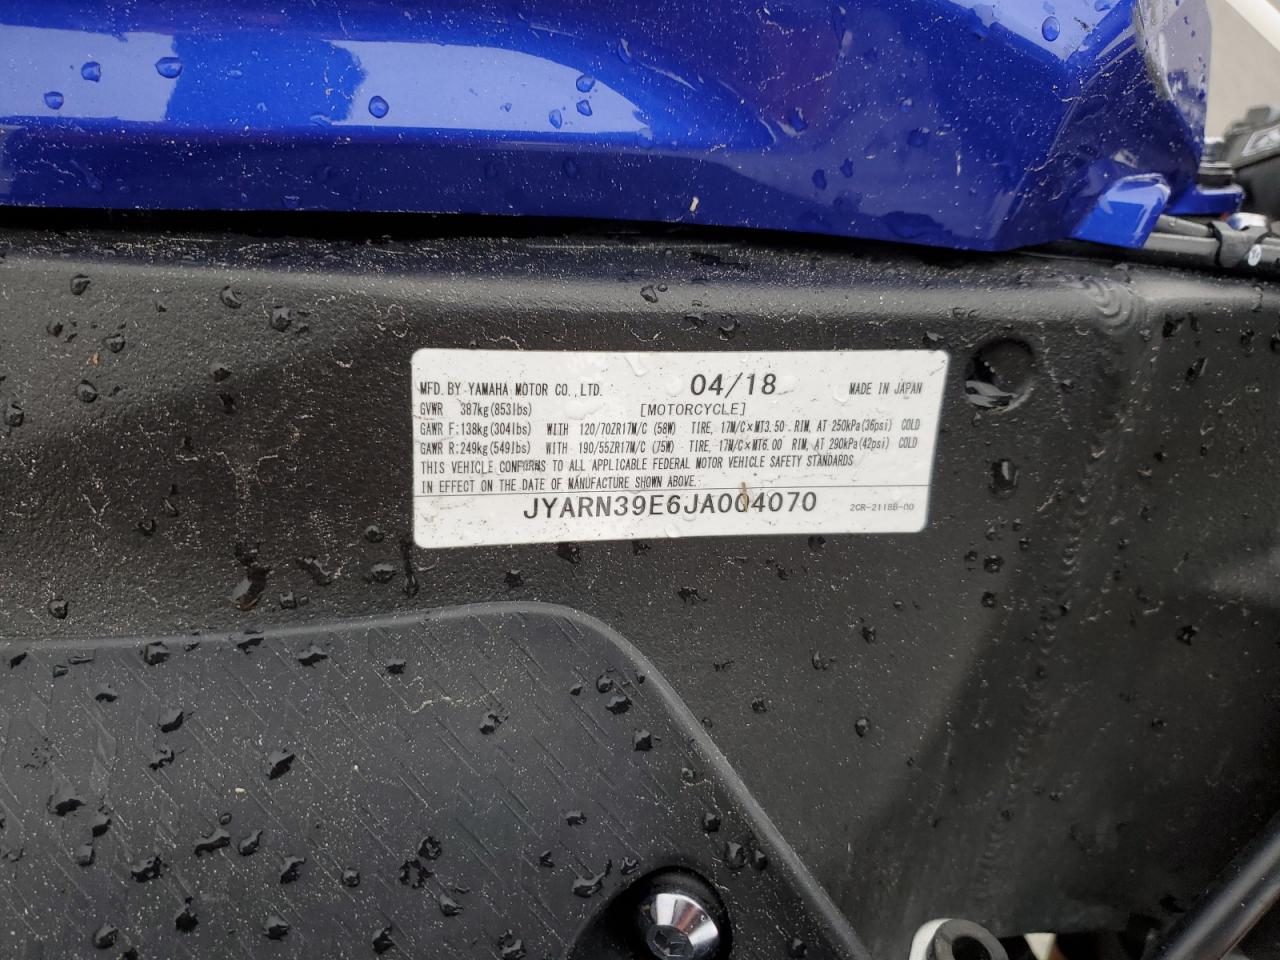 MFD. BY YAMAHA MOTOR CO.,LTD. 04/18 MADE IN JAPAN
GVWR 387kg(853lbs) [MOTORCYCLE]
GAWR F:138kg(304lbs) WITH 120/70ZR17M/C (58W) TIRE, 17M/C×MT3.50 RIM, AT 250kPa(36psi) COLD
GAWR R:249kg(549lbs) WITH 190/55ZR17M/C (75W) TIRE, 17M/C×MT6.00 RIM, AT 290kPa(42psi) COLD
THIS VEHICLE CONFORMS TO ALL APPLICABLE FEDERAL MOTOR VEHICLE SAFETY STANDARDS
IN EFFECT ON THE DATE OF MANUFACTURE SHOWN ABOVE.
JYARN39E6JA004070 2CR-2118B-00